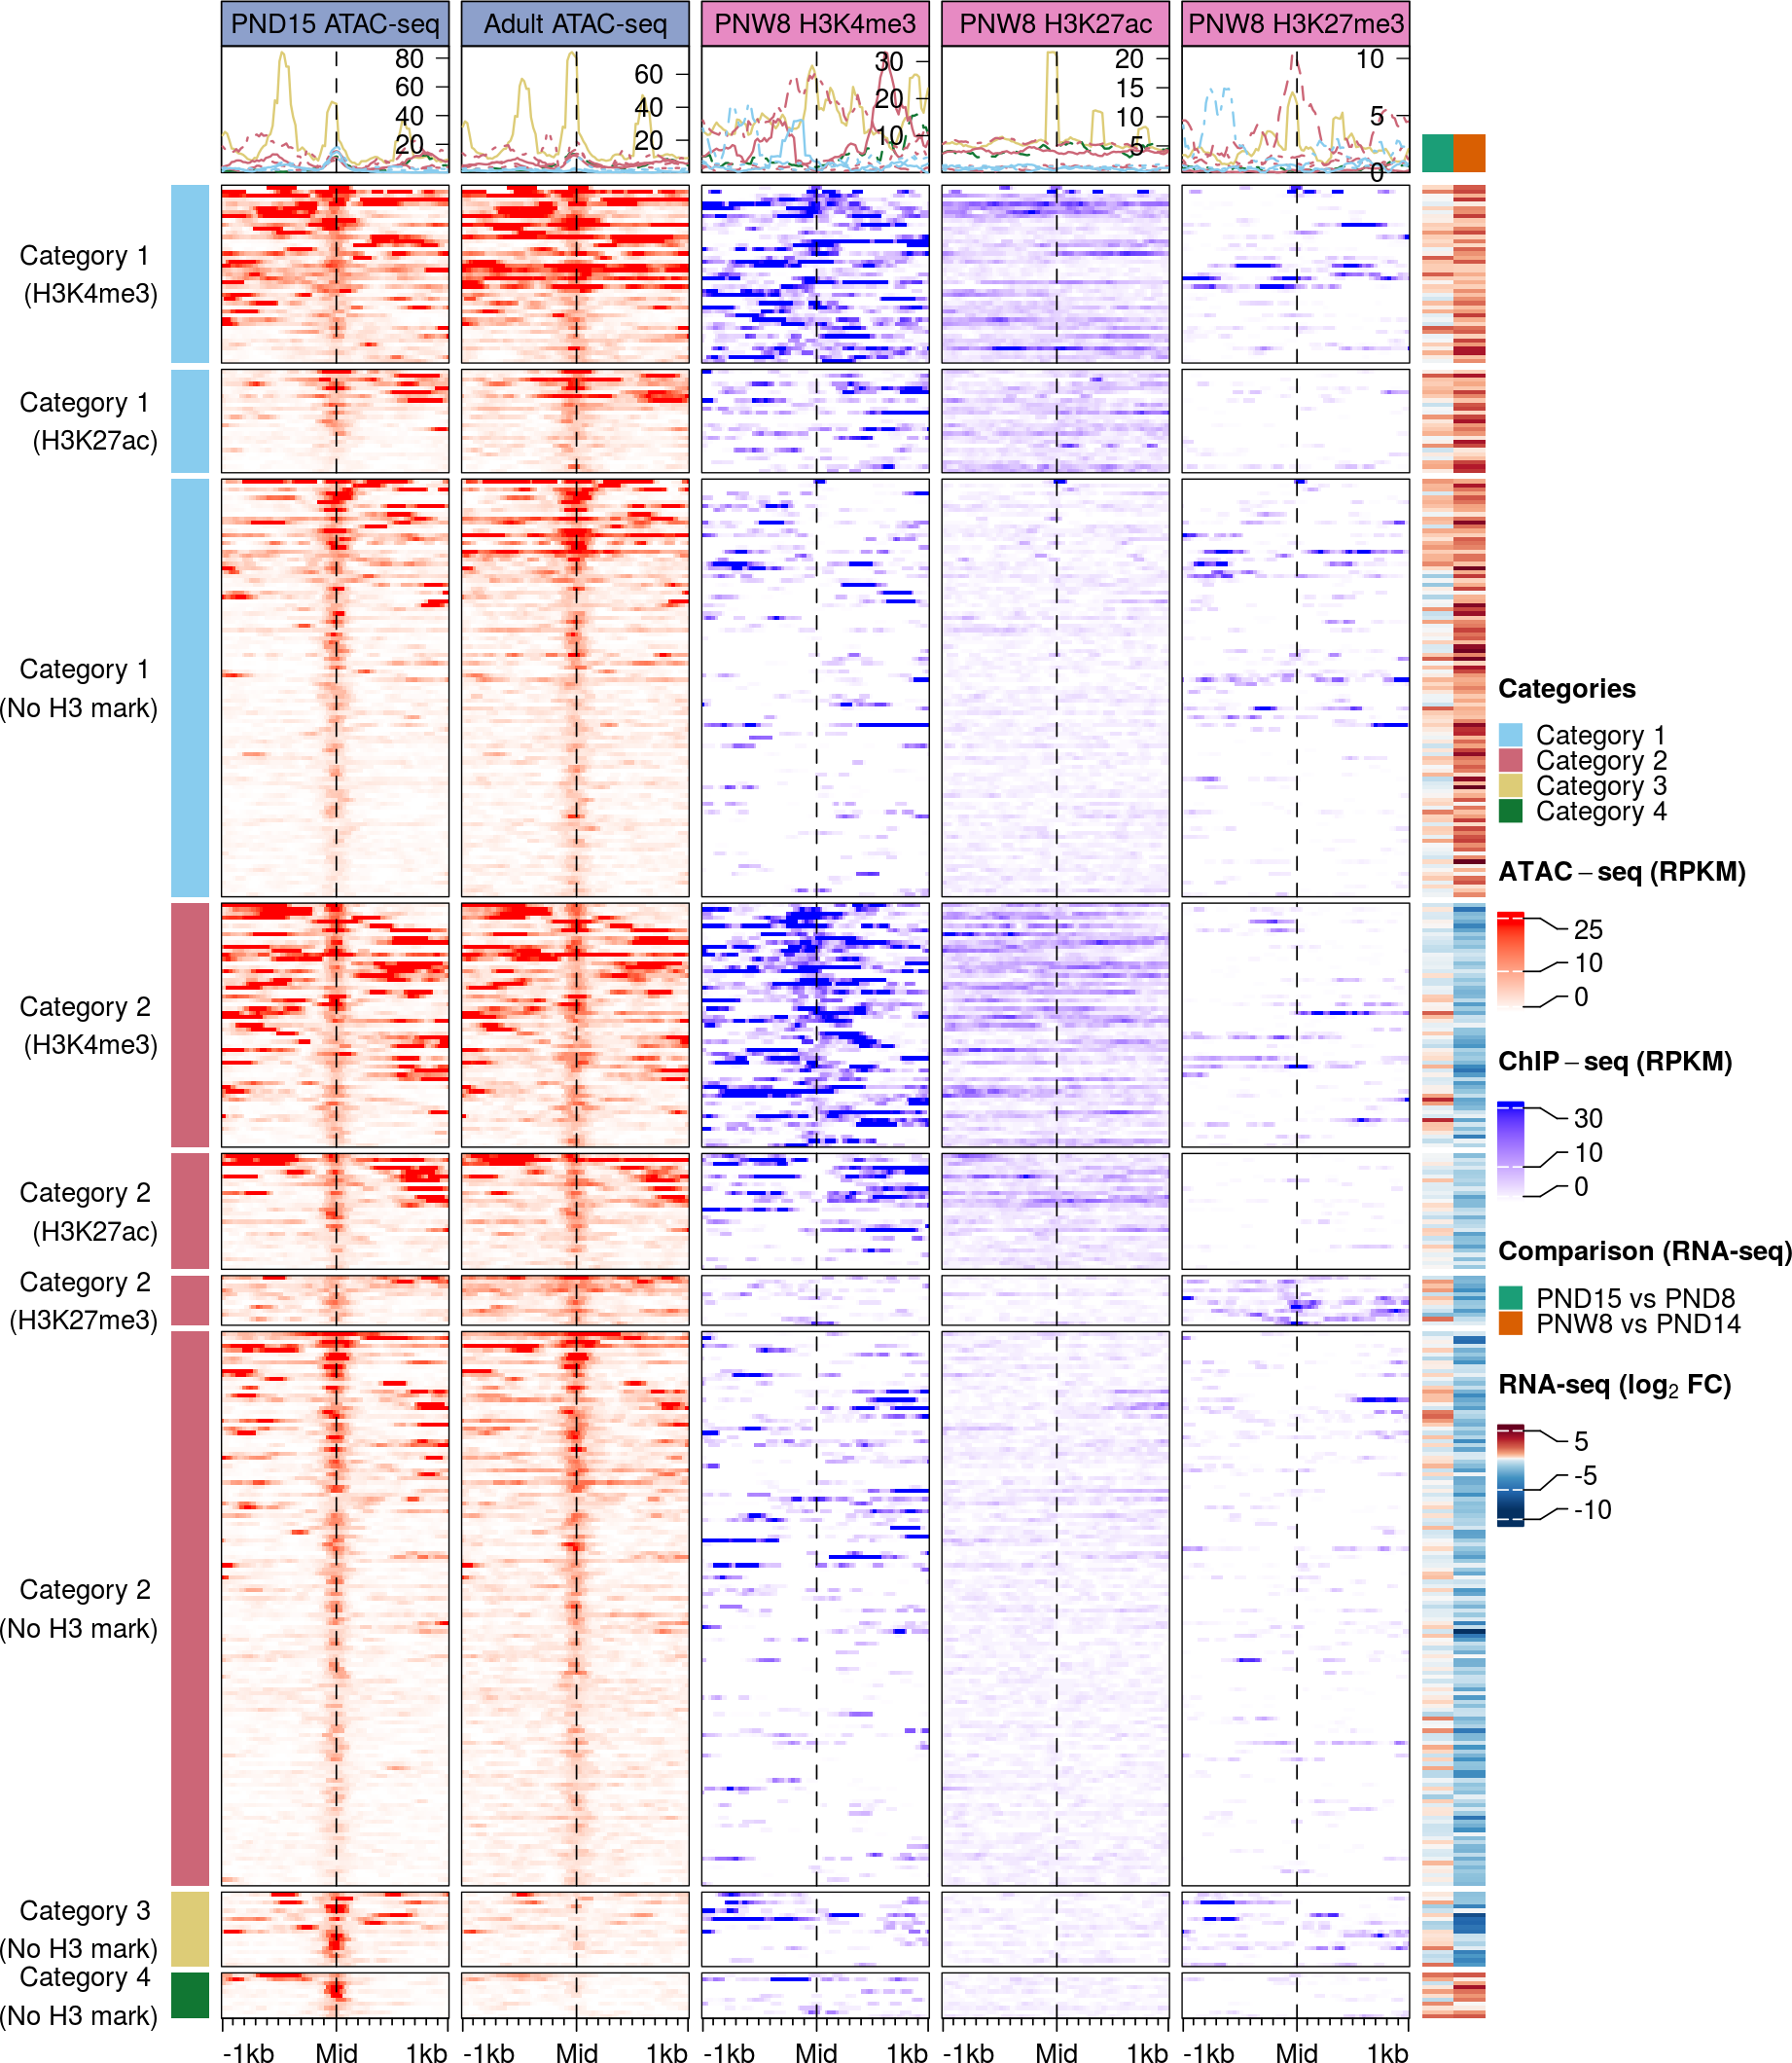 PND15 ATAC-seq
Adult ATAC-seq
PNW8 H3K4me3
PNW8 H3K27ac
PNW8 H3K27me3
80
60
40
20
60
40
20
30
20
10
20
15
10
5
10
5
0
Category 1
(H3K4me3)
Category 1
(H3K27ac)
Category 1
(No H3 mark)
Category 2
(H3K4me3)
Category 2
(H3K27ac)
Category 2
(H3K27me3)
Category 2
(No H3 mark)
Category 3
(No H3 mark)
Category 4
(No H3 mark)
-1kb Mid 1kb
-1kb Mid 1kb
-1kb Mid 1kb
-1kb Mid 1kb
-1kb Mid 1kb
Categories
Category 1
Category 2
Category 3
Category 4
ATAC−seq (RPKM)
25
10
0
ChIP−seq (RPKM)
30
10
0
Comparison (RNA-seq)
PND15 vs PND8
PNW8 vs PND14
RNA-seq (log₂ FC)
5
-5
-10